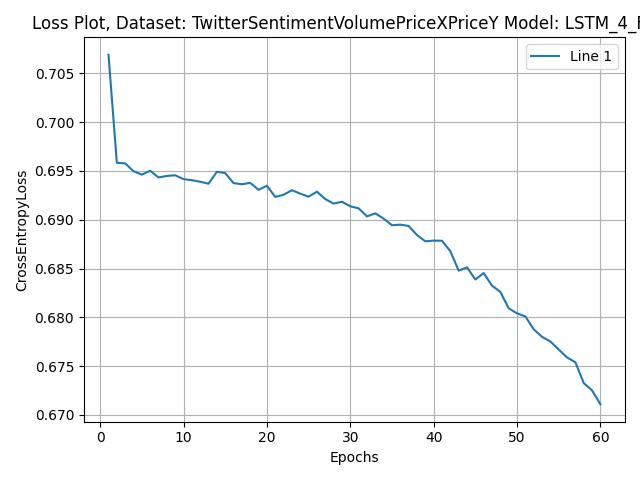 Loss Plot, Dataset: TwitterSentimentVolumePriceXPriceY Model: LSTM_4_
Line 1
0.705
0.700
0.695
0.690
0.685
0.680
0.675
0.670
CrossEntropyLoss
0 10 20 30 40 50 60
Epochs